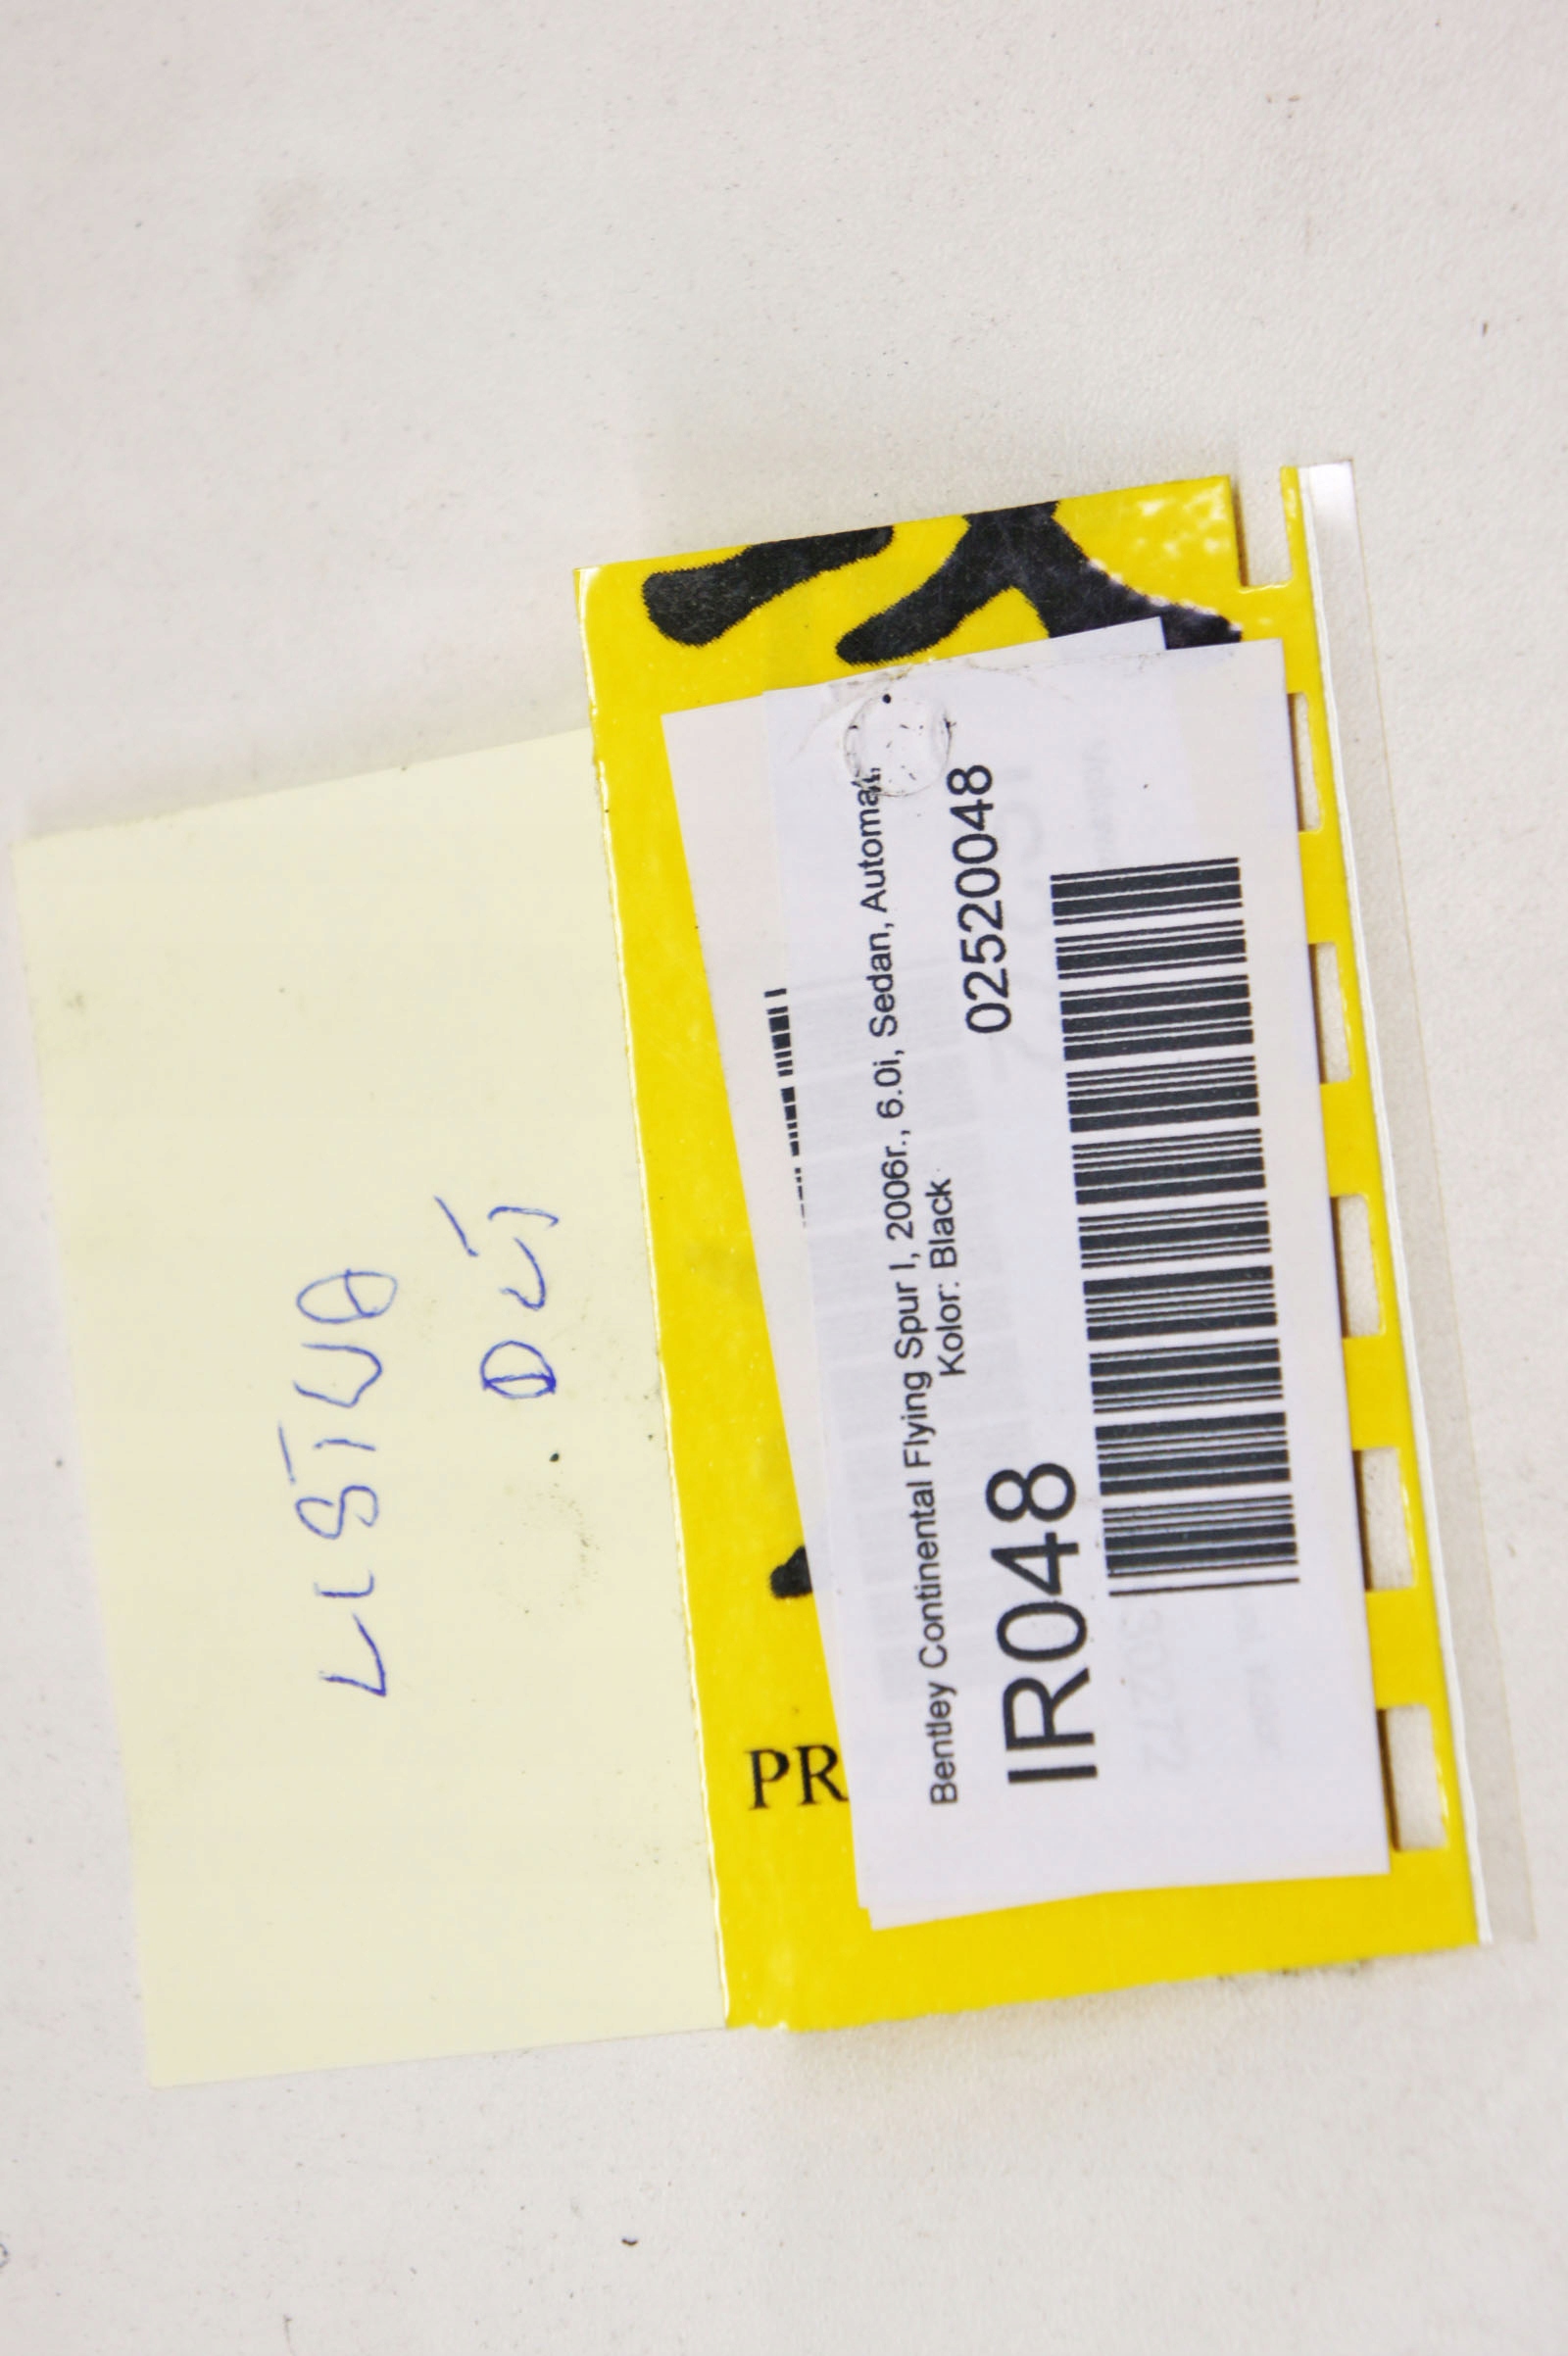 LISTWA
DŁ
PR
Bentley Continental Flying Spur I, 2006r., 6.0i, Sedan, Automat,
Kolor: Black
IR048
02520048